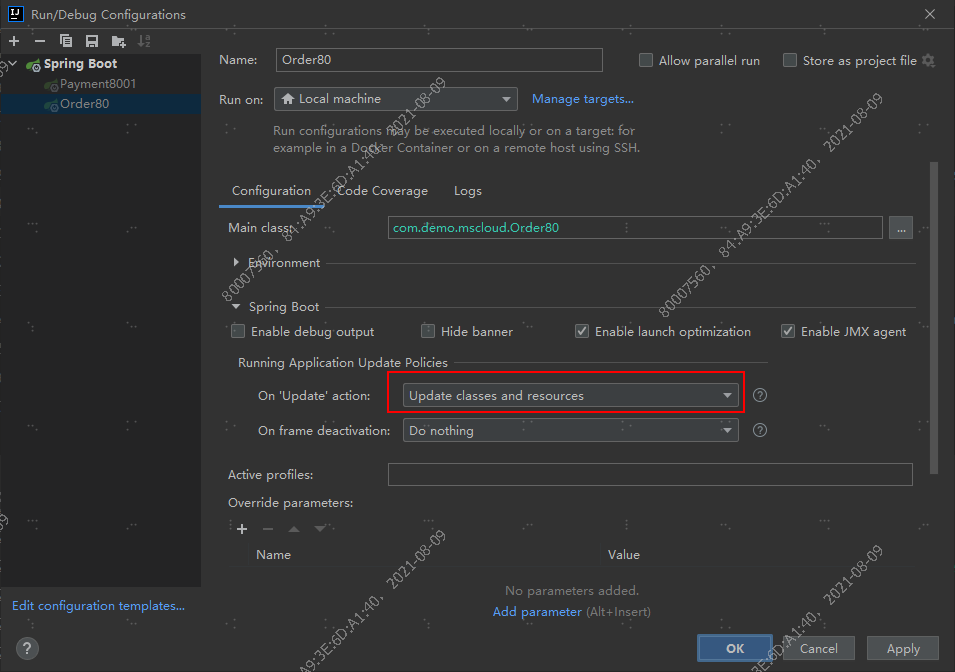 Run/Debug Configurations
Spring Boot
Payment8001
Order80
Edit configuration templates...
Name:
Order80
Allow parallel run
Store as project file
Run on:
Local machine
Manage targets...
Run configurations may be executed locally or on a target: for
example in a Docker Container or on a remote host using SSH.
Configuration
Code Coverage
Logs
Main class:
com.demo.mscloud.Order80
...
Environment
Spring Boot
Enable debug output
Hide banner
Enable launch optimization
Enable JMX agent
Running Application Update Policies
On 'Update' action:
Update classes and resources
?
On frame deactivation:
Do nothing
?
Active profiles:
Override parameters:
Name
Value
No parameters added.
Add parameter (Alt+Insert)
?
OK
Cancel
Apply
80007560, 84:A9:3E:6D:A1:40, 2021-08-09
80007560, 84:A9:3E:6D:A1:40, 2021-08-09
A9:3E:6D:A1:40, 2021-08-09
6D:A1:40, 2021-08-09